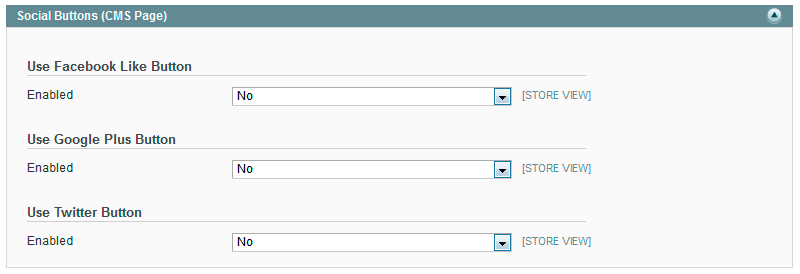 Social Buttons (CMS Page)
Use Facebook Like Button
Enabled No [STORE VIEW]
Use Google Plus Button
Enabled No [STORE VIEW]
Use Twitter Button
Enabled No [STORE VIEW]